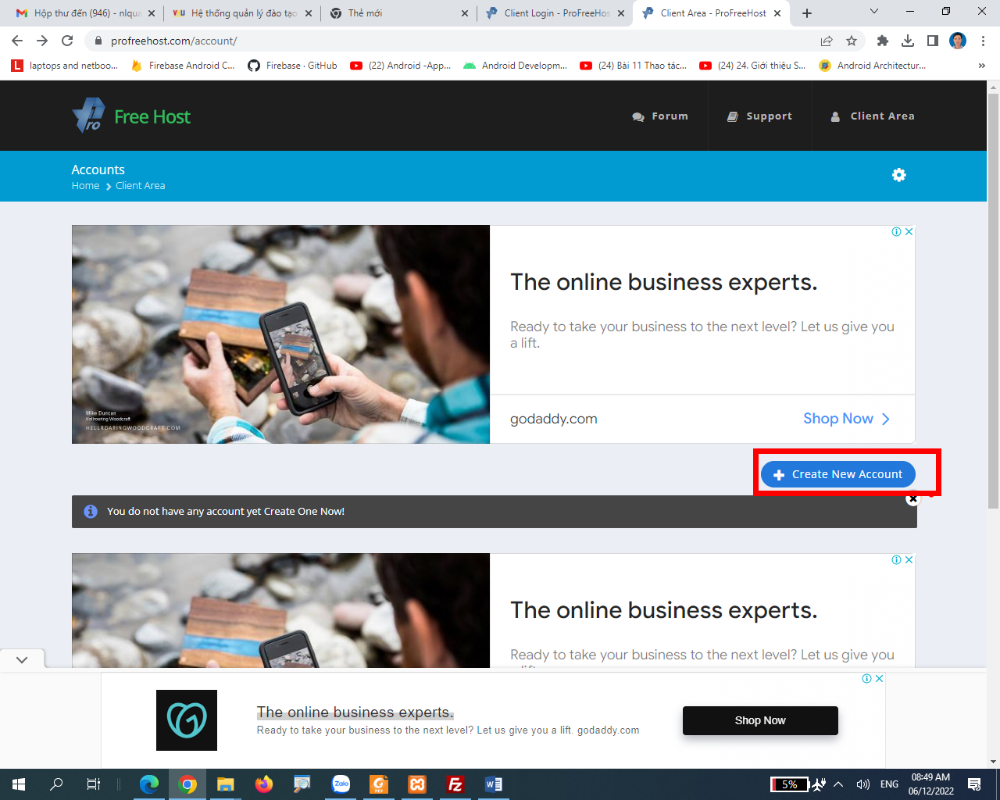 Hộp thư đến (946) - nlqua
Hệ thống quản lý đào tạo
Thẻ mới
Client Login - ProFreeHos
Client Area - ProFreeHost
profreehost.com/account/
laptops and netboo...
Firebase Android C...
Firebase · GitHub
(22) Android -App...
Android Developm...
(24) Bài 11 Thao tác...
(24) 24. Giới thiệu S...
Android Architectur...
Pro Free Host
Forum
Support
Client Area
Accounts
Home
Client Area
The online business experts.
Ready to take your business to the next level? Let us give you
a lift.
Mike Duncan
Hellroaring Woodcraft
HELLROARINGWOODCRAFT.COM
godaddy.com
Shop Now
Create New Account
You do not have any account yet Create One Now!
The online business experts.
Ready to take your business to the next level? Let us give you
The online business experts.
Ready to take your business to the next level? Let us give you a lift. godaddy.com
Shop Now
Zalo
PDF
5%
ENG
08:49 AM
06/12/2022